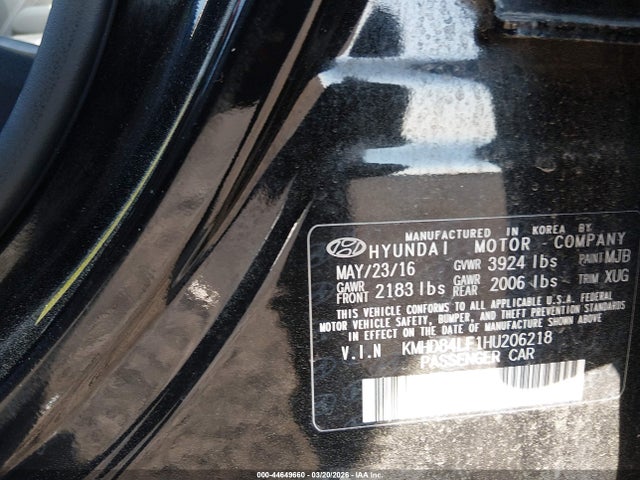 MANUFACTURED IN KOREA BY
HYUNDAI MOTOR COMPANY
MAY/23/16 GVWR 3924 lbs PAINT MJB
GAWR FRONT 2183 lbs GAWR REAR 2006 lbs TRIM XUG
THIS VEHICLE CONFORMS TO ALL APPLICABLE U.S.A. FEDERAL
MOTOR VEHICLE SAFETY, BUMPER, AND THEFT PREVENTION STANDARDS
IN EFFECT ON THE DATE OF MANUFACTURE SHOWN ABOVE.
V.I.N KMHD84LF1HU206218
PASSENGER CAR
000-44649660 - 03/20/2026 - IAA Inc.